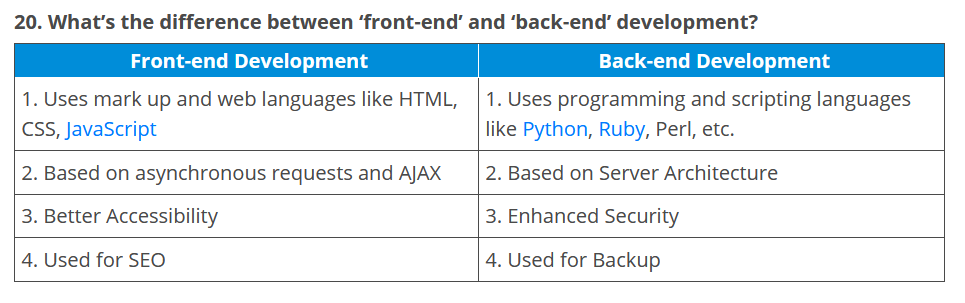 20. What’s the difference between ‘front-end’ and ‘back-end’ development?
Front-end Development
Back-end Development
1. Uses mark up and web languages like HTML,
CSS, JavaScript
1. Uses programming and scripting languages
like Python, Ruby, Perl, etc.
2. Based on asynchronous requests and AJAX
2. Based on Server Architecture
3. Better Accessibility
3. Enhanced Security
4. Used for SEO
4. Used for Backup